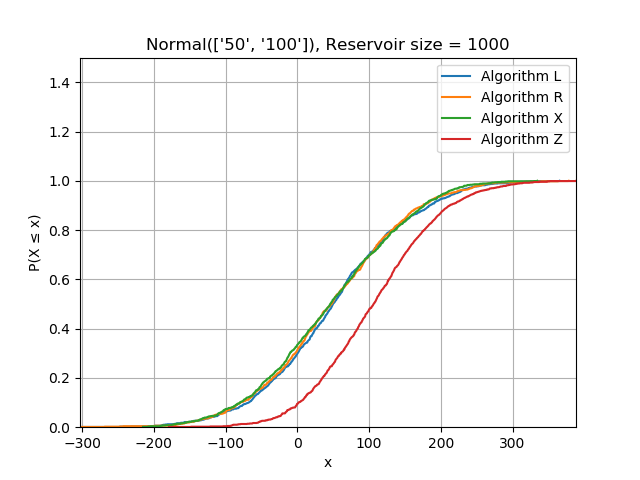 Normal(['50', '100']), Reservoir size = 1000
Algorithm L
Algorithm R
Algorithm X
Algorithm Z
P(X ≤ x)
1.4
1.2
1.0
0.8
0.6
0.4
0.2
0.0
−300 −200 −100 0 100 200 300
x